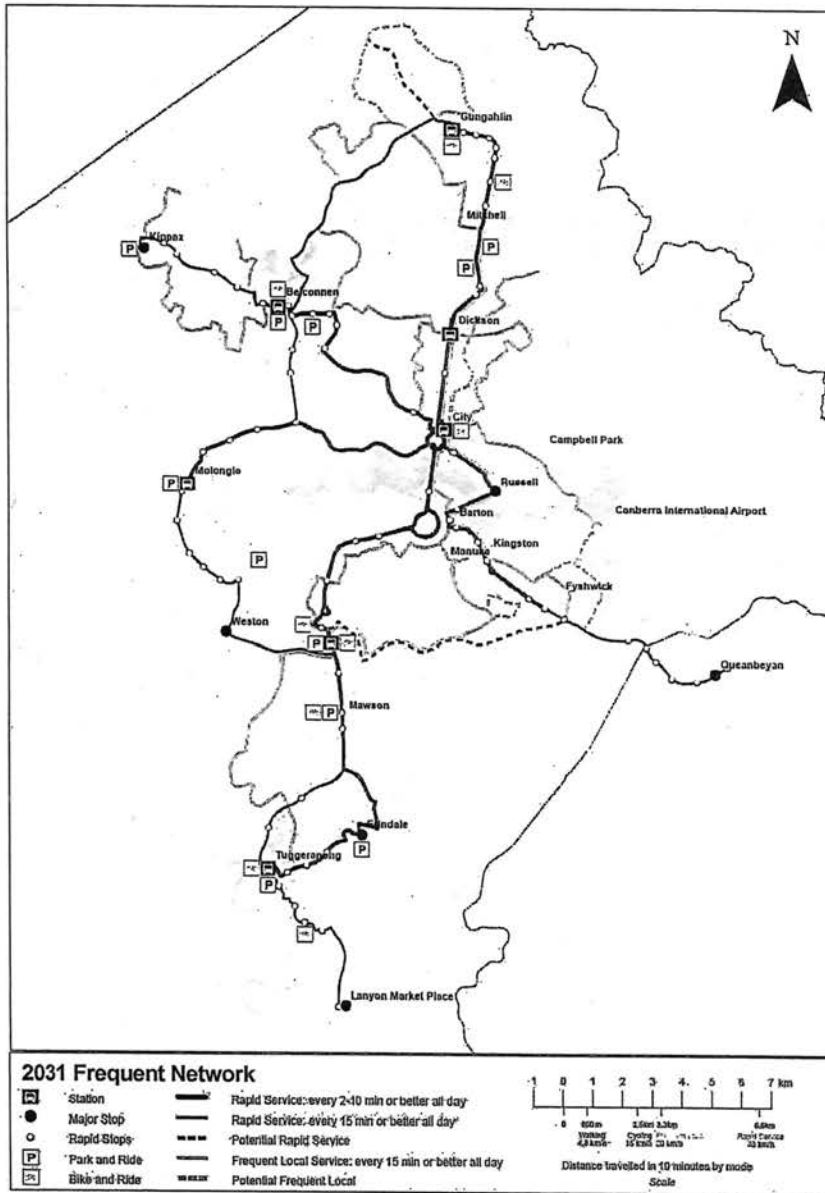 N
Gungahlin
Mitchell
Kippax
P
P
P
Belconnen
P
P
Dickson
City
Campbell Park
Molonglo
P
Russell
Canberra International Airport
Barton
Kingston
Manuka
P
Fyshwick
Weston
P
Queanbeyan
P
Mawson
Erindale
P
Tuggeranong
P
Lanyon Market Place
2031 Frequent Network
Station
Major Stop
Rapid Stops
P Park and Ride
Bike and Ride
Rapid Service: every 2-10 min or better all day
Rapid Service: every 15 min or better all day
Potential Rapid Service
Frequent Local Service: every 15 min or better all day
Potential Frequent Local
1 0 1 2 3 4 5 6 7 km
0
Walking
Cycling
Rapid Service
Distance travelled in 10 minutes by mode
Scale